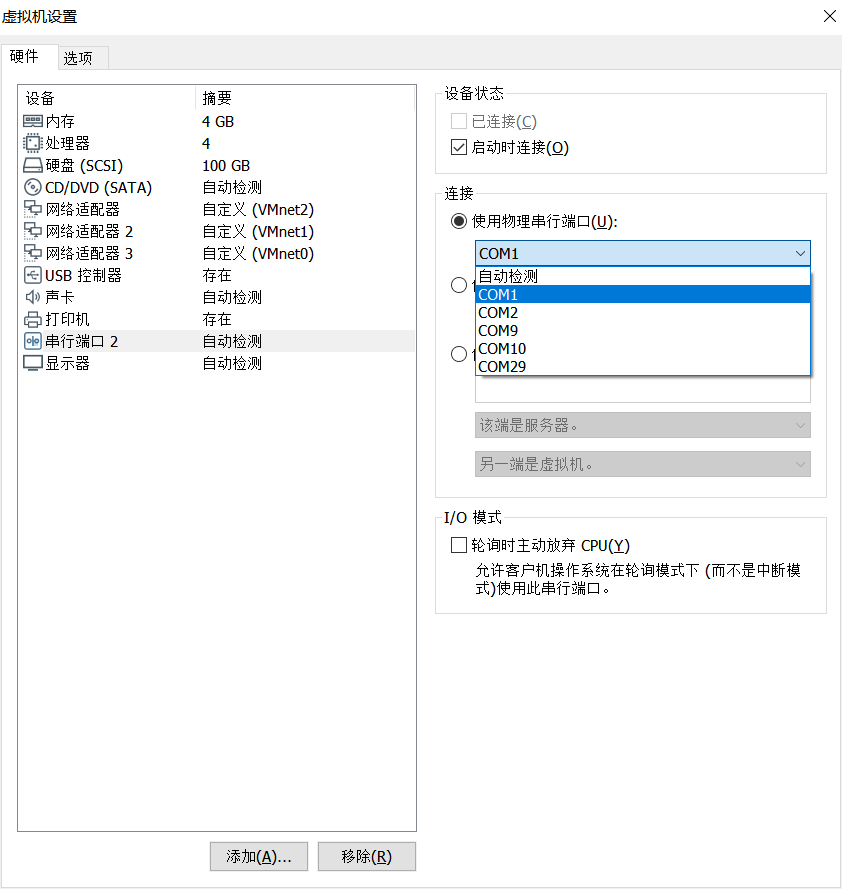 虚拟机设置
硬件 选项
设备 摘要
内存 4 GB
处理器 4
硬盘 (SCSI) 100 GB
CD/DVD (SATA) 自动检测
网络适配器 自定义 (VMnet2)
网络适配器 2 自定义 (VMnet1)
网络适配器 3 自定义 (VMnet0)
USB 控制器 存在
声卡 自动检测
打印机 存在
串行端口 2 自动检测
显示器 自动检测
添加(A)... 移除(R)
设备状态
已连接(C)
启动时连接(O)
连接
使用物理串行端口(U):
COM1
自动检测
COM1
COM2
COM9
COM10
COM29
该端是服务器。
另一端是虚拟机。
I/O 模式
轮询时主动放弃 CPU(Y)
允许客户机操作系统在轮询模式下 (而不是中断模
式)使用此串行端口。